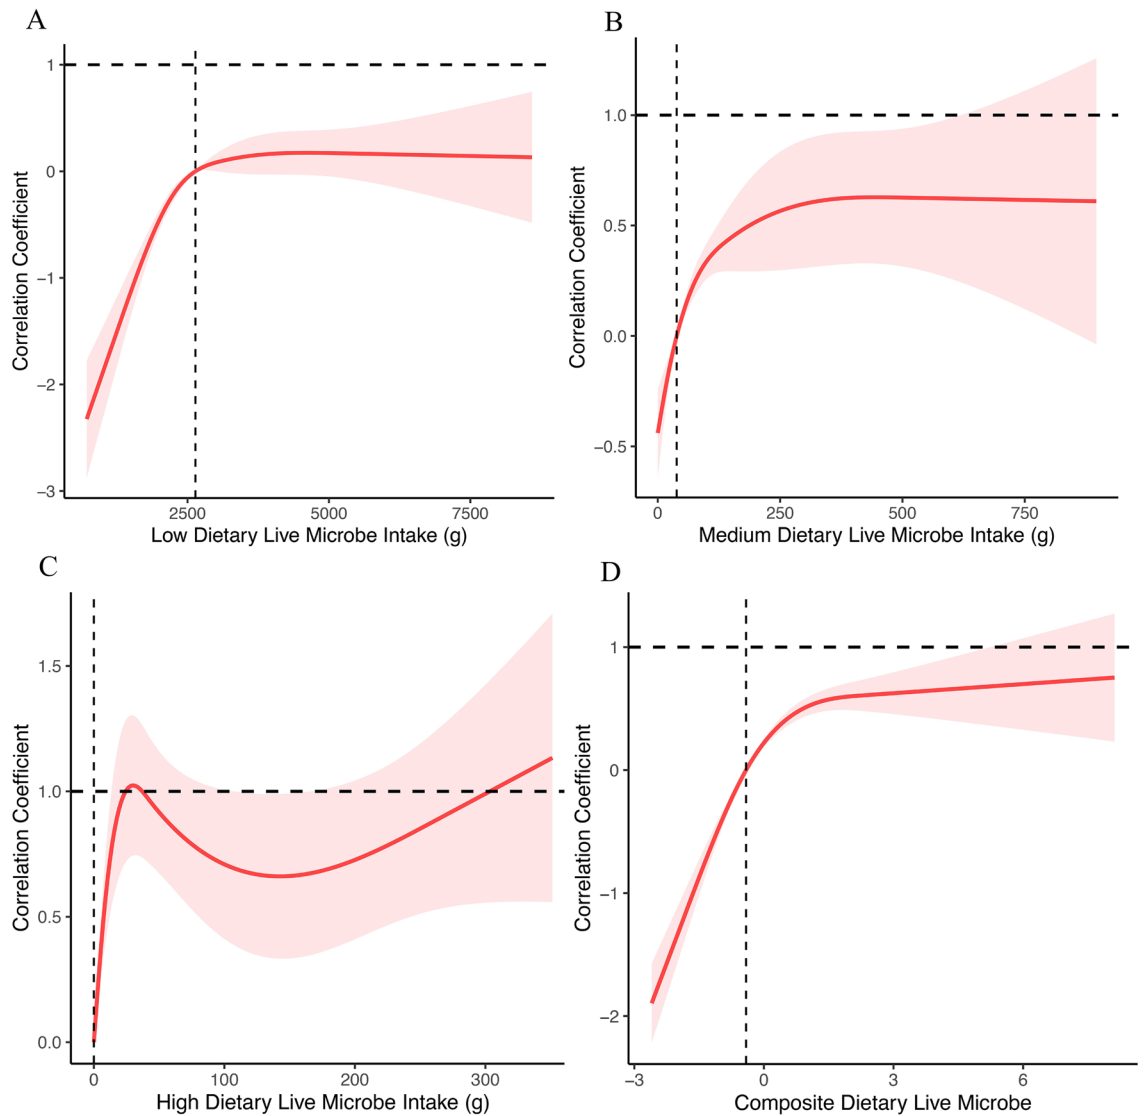 A
Correlation Coefficient
1
0
−1
−2
−3
2500 5000 7500
Low Dietary Live Microbe Intake (g)
B
Correlation Coefficient
1.0
0.5
0.0
−0.5
0 250 500 750
Medium Dietary Live Microbe Intake (g)
C
Correlation Coefficient
1.5
1.0
0.5
0.0
0 100 200 300
High Dietary Live Microbe Intake (g)
D
Correlation Coefficient
1
0
−1
−2
−3 0 3 6
Composite Dietary Live Microbe